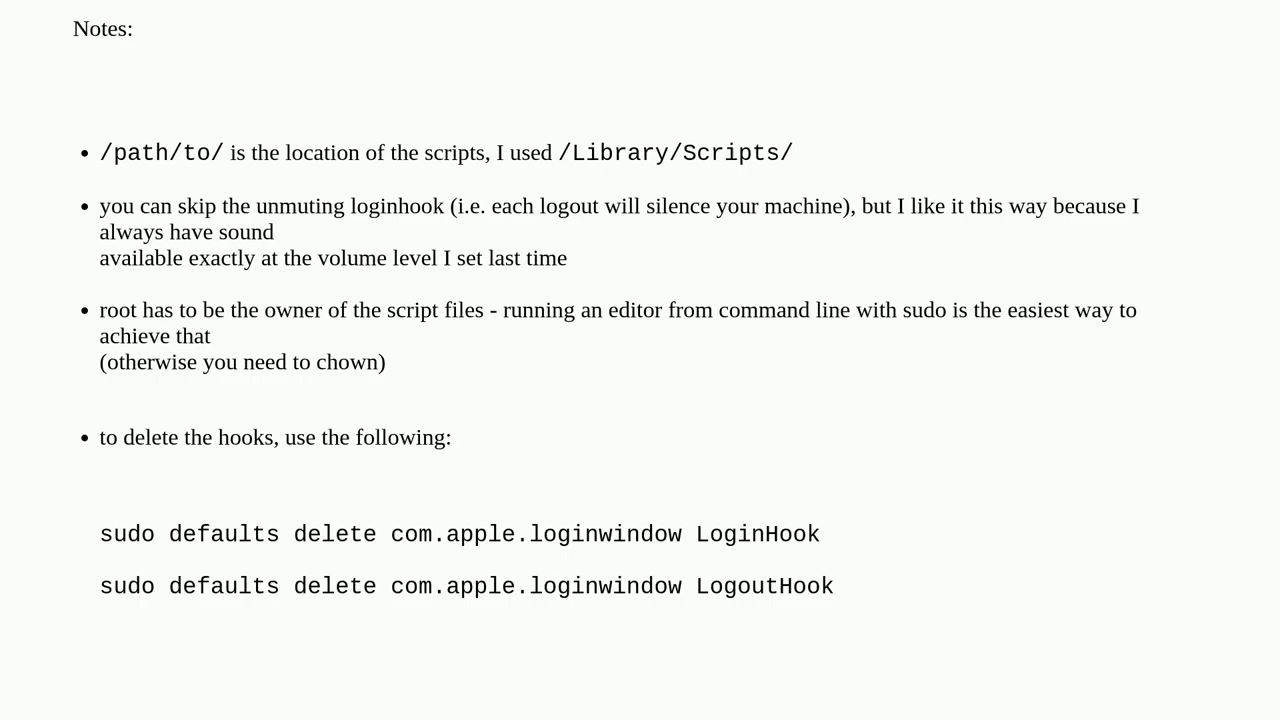 Notes:
• /path/to/ is the location of the scripts, I used /Library/Scripts/
• you can skip the unmuting loginhook (i.e. each logout will silence your machine), but I like it this way because I
always have sound
available exactly at the volume level I set last time
• root has to be the owner of the script files - running an editor from command line with sudo is the easiest way to
achieve that
(otherwise you need to chown)
• to delete the hooks, use the following:
sudo defaults delete com.apple.loginwindow LoginHook
sudo defaults delete com.apple.loginwindow LogoutHook